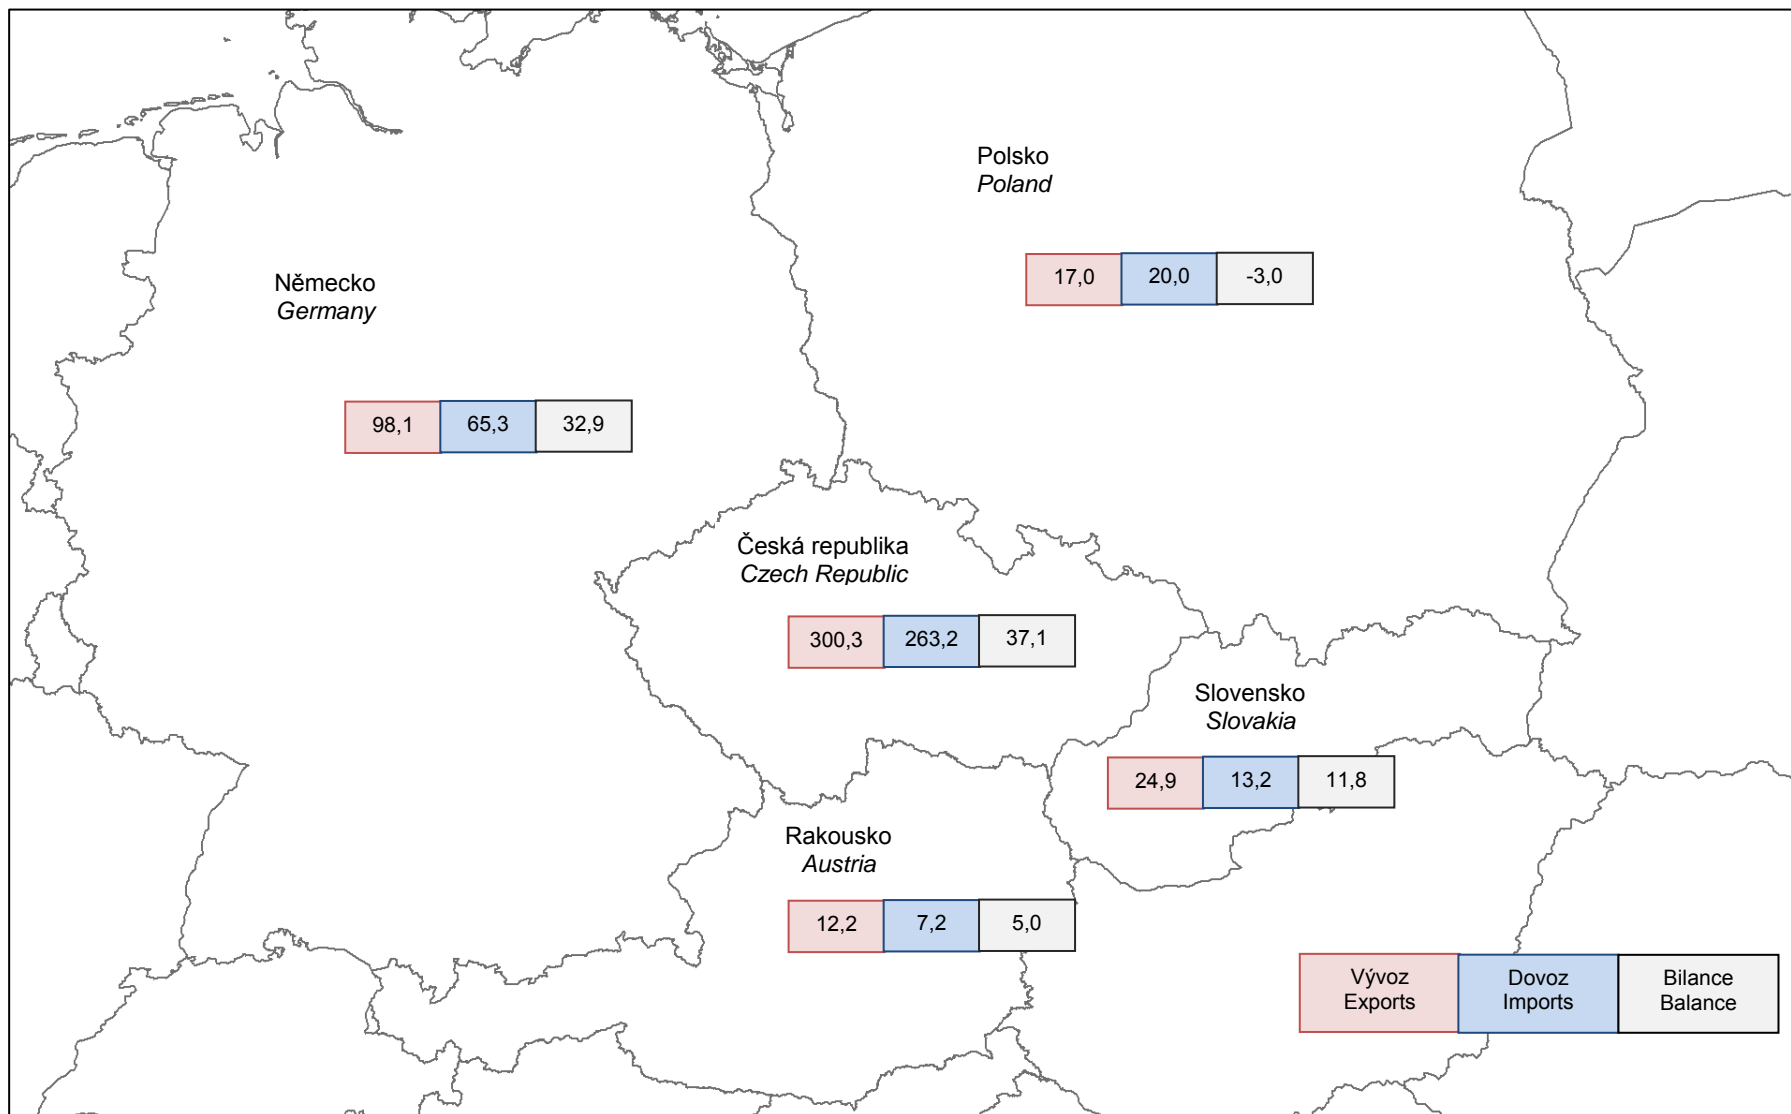 Polsko
Poland
17,0 20,0 -3,0
Německo
Germany
98,1 65,3 32,9
Česká republika
Czech Republic
300,3 263,2 37,1
Slovensko
Slovakia
24,9 13,2 11,8
Rakousko
Austria
12,2 7,2 5,0
Vývoz Dovoz Bilance
Exports Imports Balance